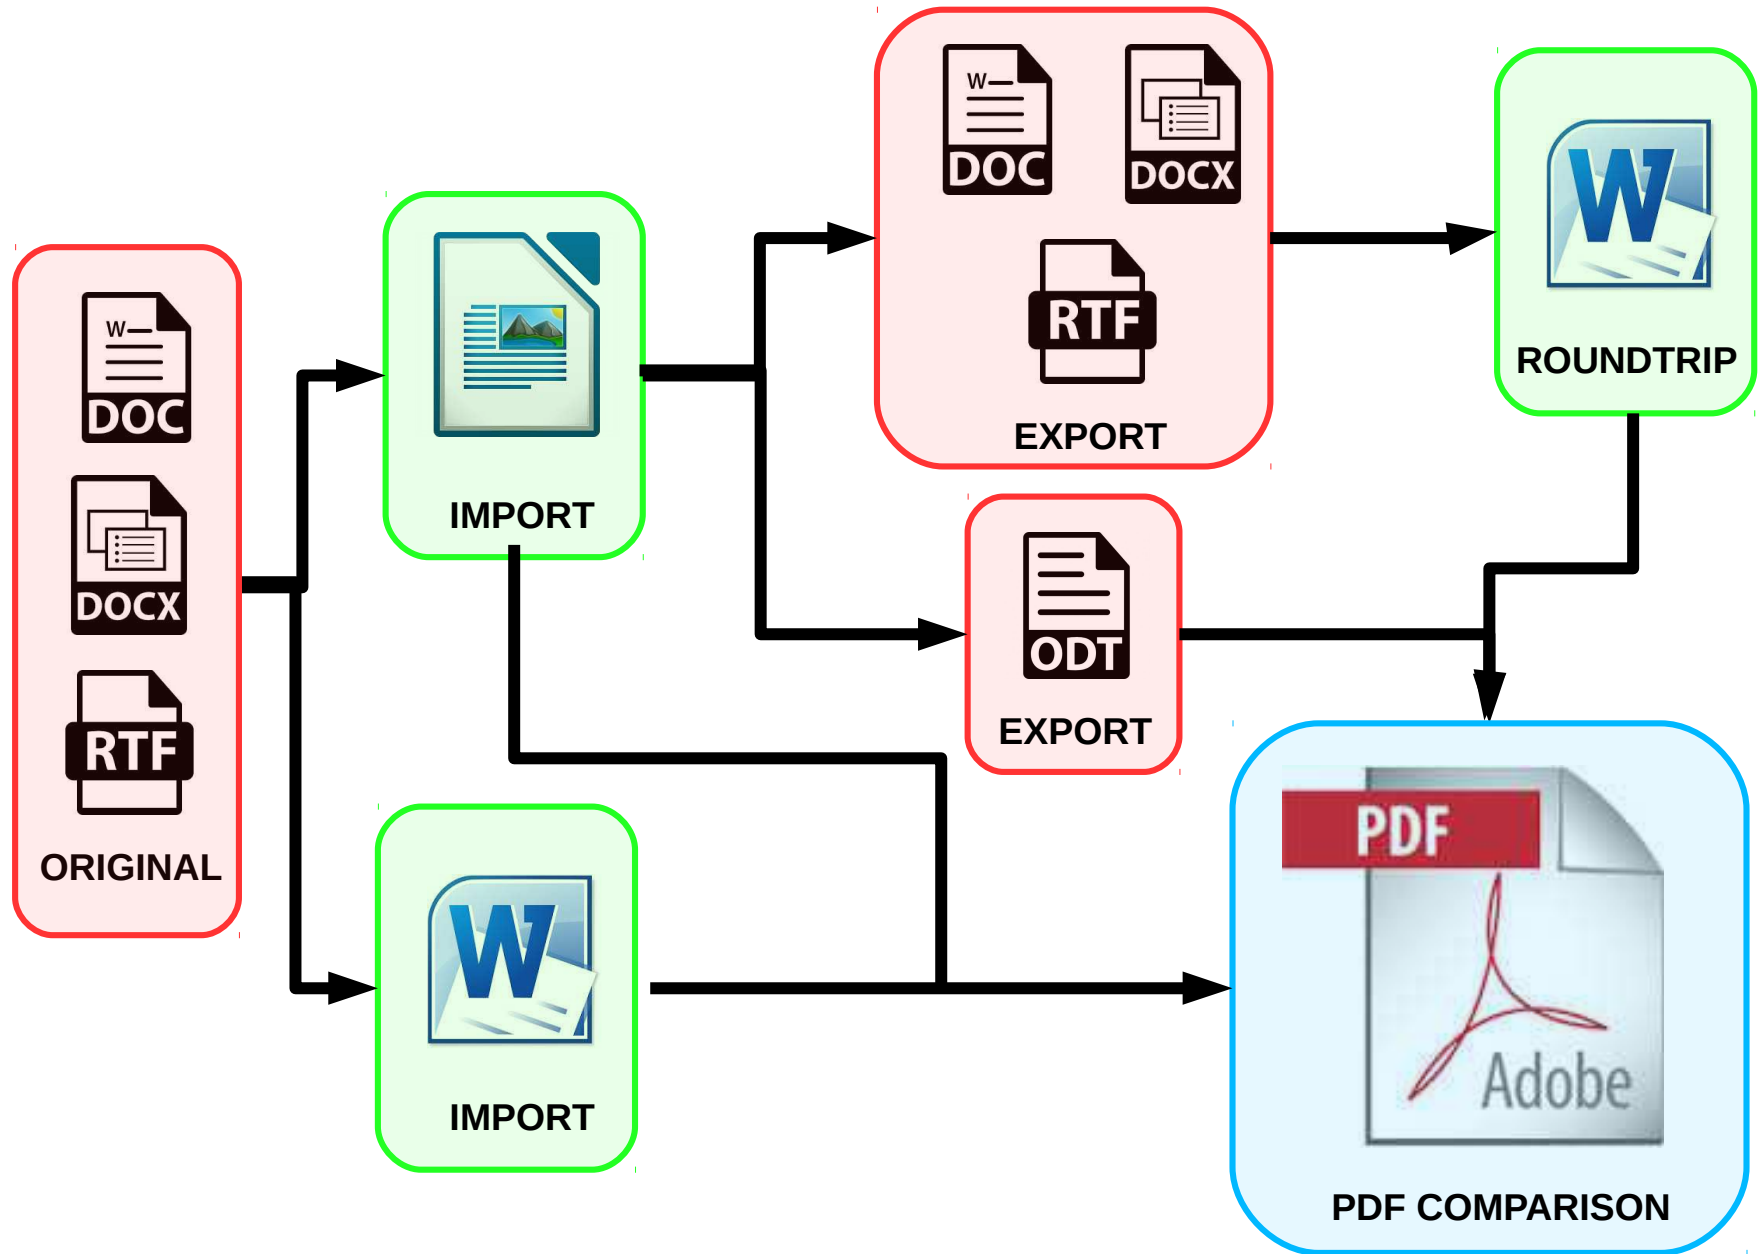 W
DOC
DOCX
RTF
ORIGINAL
IMPORT
W
IMPORT
W
DOC
DOCX
RTF
EXPORT
ODT
EXPORT
W
ROUNDTRIP
PDF
Adobe
PDF COMPARISON